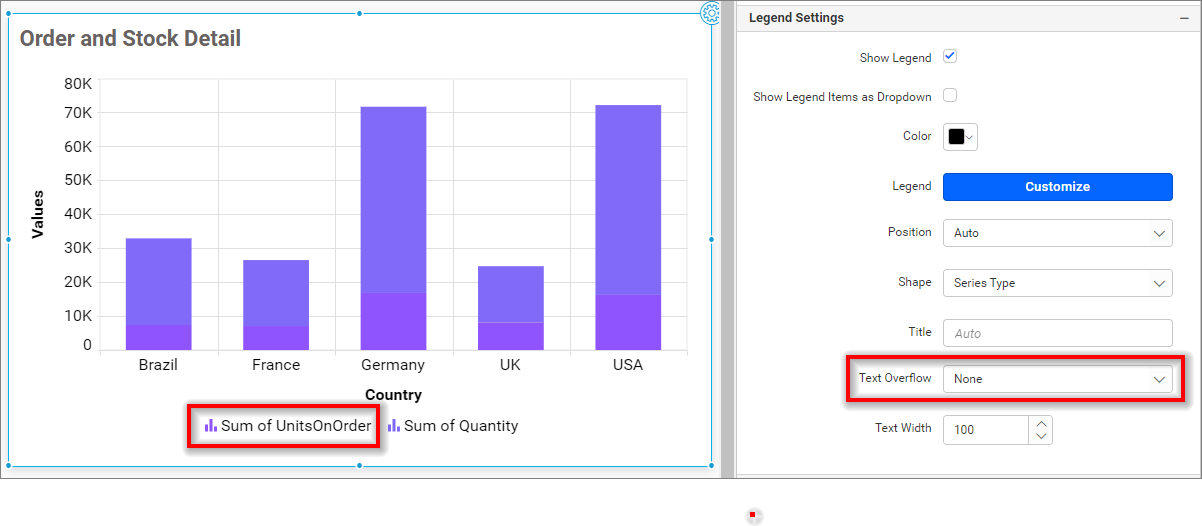 Order and Stock Detail
80K
70K
60K
50K
40K
30K
20K
10K
0
Values
Brazil
France
Germany
UK
USA
Country
Sum of UnitsOnOrder
Sum of Quantity
Legend Settings
Show Legend
Show Legend Items as Dropdown
Color
Legend
Customize
Position
Auto
Shape
Series Type
Title
Auto
Text Overflow
None
Text Width
100